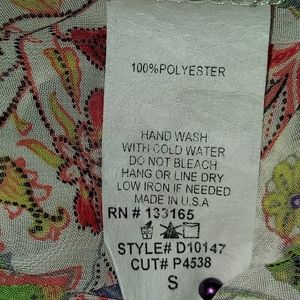 100%POLYESTER
HAND WASH
WITH COLD WATER
DO NOT BLEACH
HANG OR LINE DRY
LOW IRON IF NEEDED
MADE IN U.S.A
RN # 133165
STYLE# D10147
CUT# P4538
S